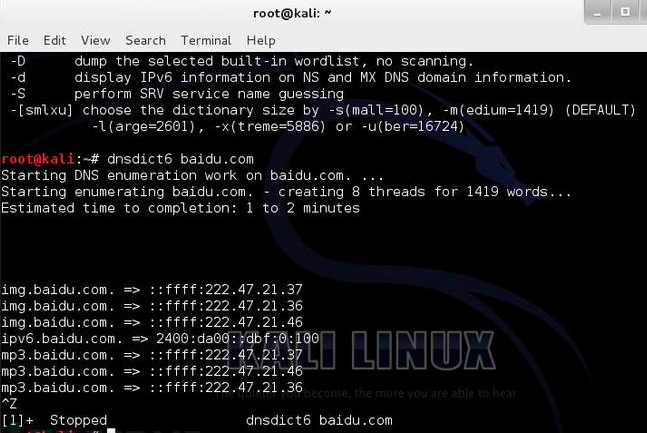 root@kali: ~
File Edit View Search Terminal Help
-D dump the selected built-in wordlist, no scanning.
-d display IPv6 information on NS and MX DNS domain information.
-S perform SRV service name guessing
-[smlxu] choose the dictionary size by -s(mall=100), -m(edium=1419) (DEFAULT)
-l(arge=2601), -x(treme=5886) or -u(ber=16724)
root@kali:~# dnsdict6 baidu.com
Starting DNS enumeration work on baidu.com. ...
Starting enumerating baidu.com. - creating 8 threads for 1419 words...
Estimated time to completion: 1 to 2 minutes
img.baidu.com. => ::ffff:222.47.21.37
img.baidu.com. => ::ffff:222.47.21.36
img.baidu.com. => ::ffff:222.47.21.46
ipv6.baidu.com. => 2400:da00::dbf:0:100
mp3.baidu.com. => ::ffff:222.47.21.37
KALI LINUX
mp3.baidu.com. => ::ffff:222.47.21.46
mp3.baidu.com. => ::ffff:222.47.21.36
The quieter you become, the more you are able to hear
^Z
[1]+ Stopped dnsdict6 baidu.com
root@kali:~#